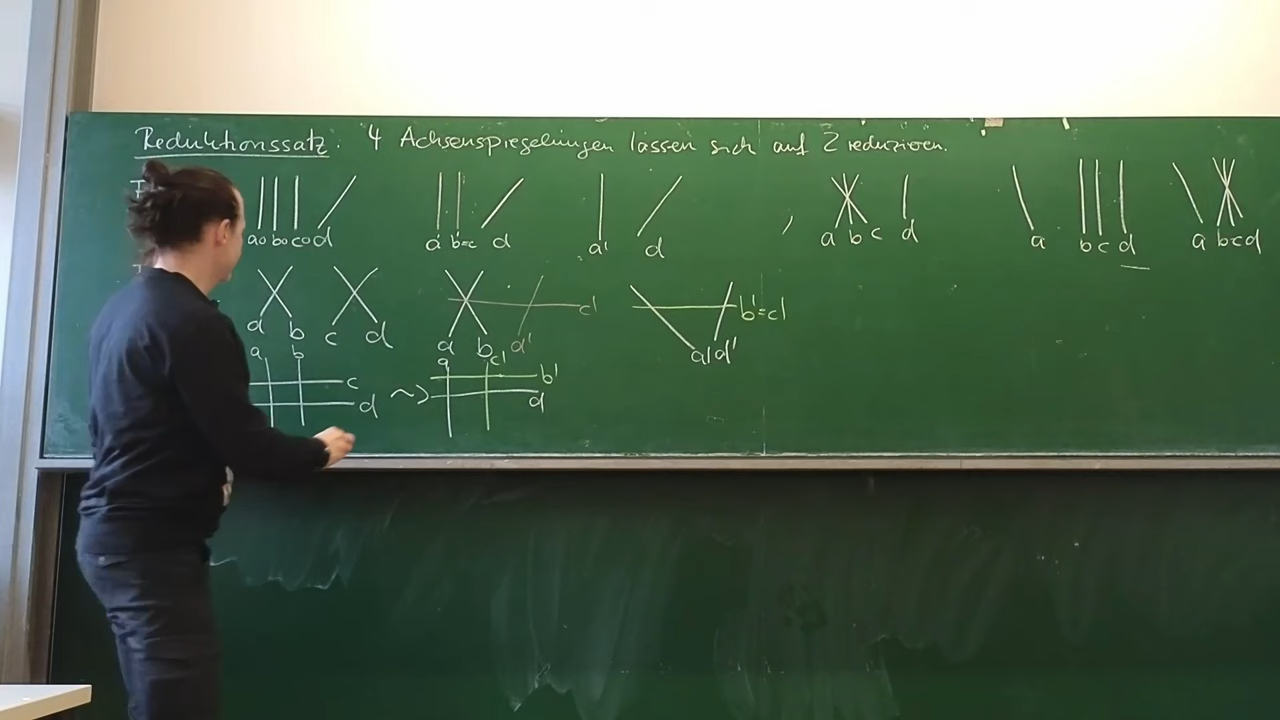 Reduktionssatz: 4 Achsenspiegelungen lassen sich auf 2 reduzieren.
a∘b∘c∘d a b=c d a' d , a b c d a b c d a b c d
a b c d a b d' c' a' d' b'=c'
a b c d ~> a c' b' d